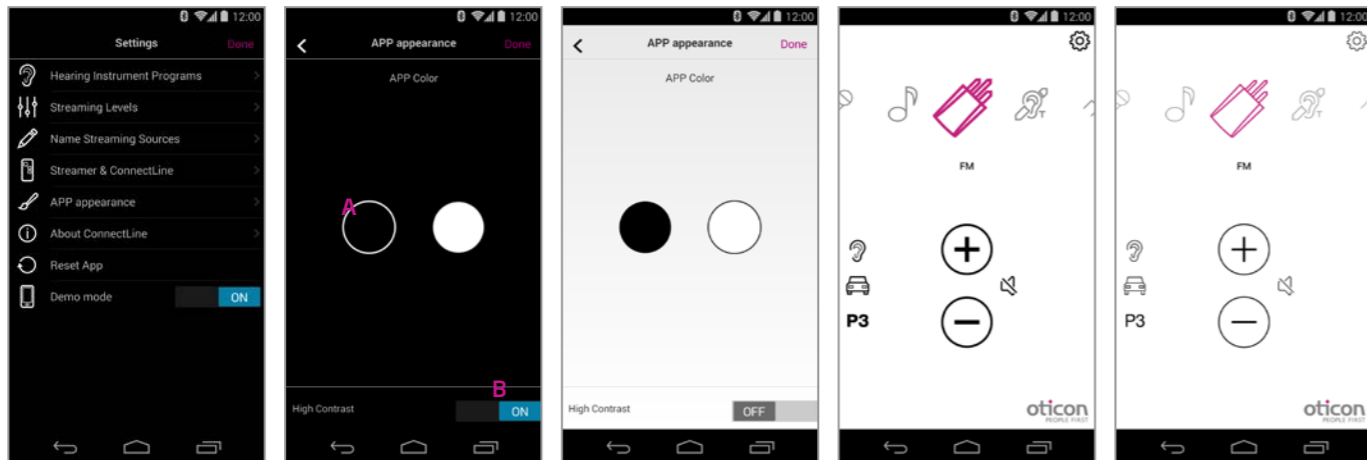 12:00
Settings
Done
Hearing Instrument Programs
Streaming Levels
Name Streaming Sources
Streamer & ConnectLine
APP appearance
About ConnectLine
Reset App
Demo mode
ON
12:00
APP appearance
Done
APP Color
A
B
High Contrast
ON
12:00
APP appearance
Done
APP Color
High Contrast
OFF
12:00
T
FM
P3
oticon
PEOPLE FIRST
12:00
T
FM
P3
oticon
PEOPLE FIRST